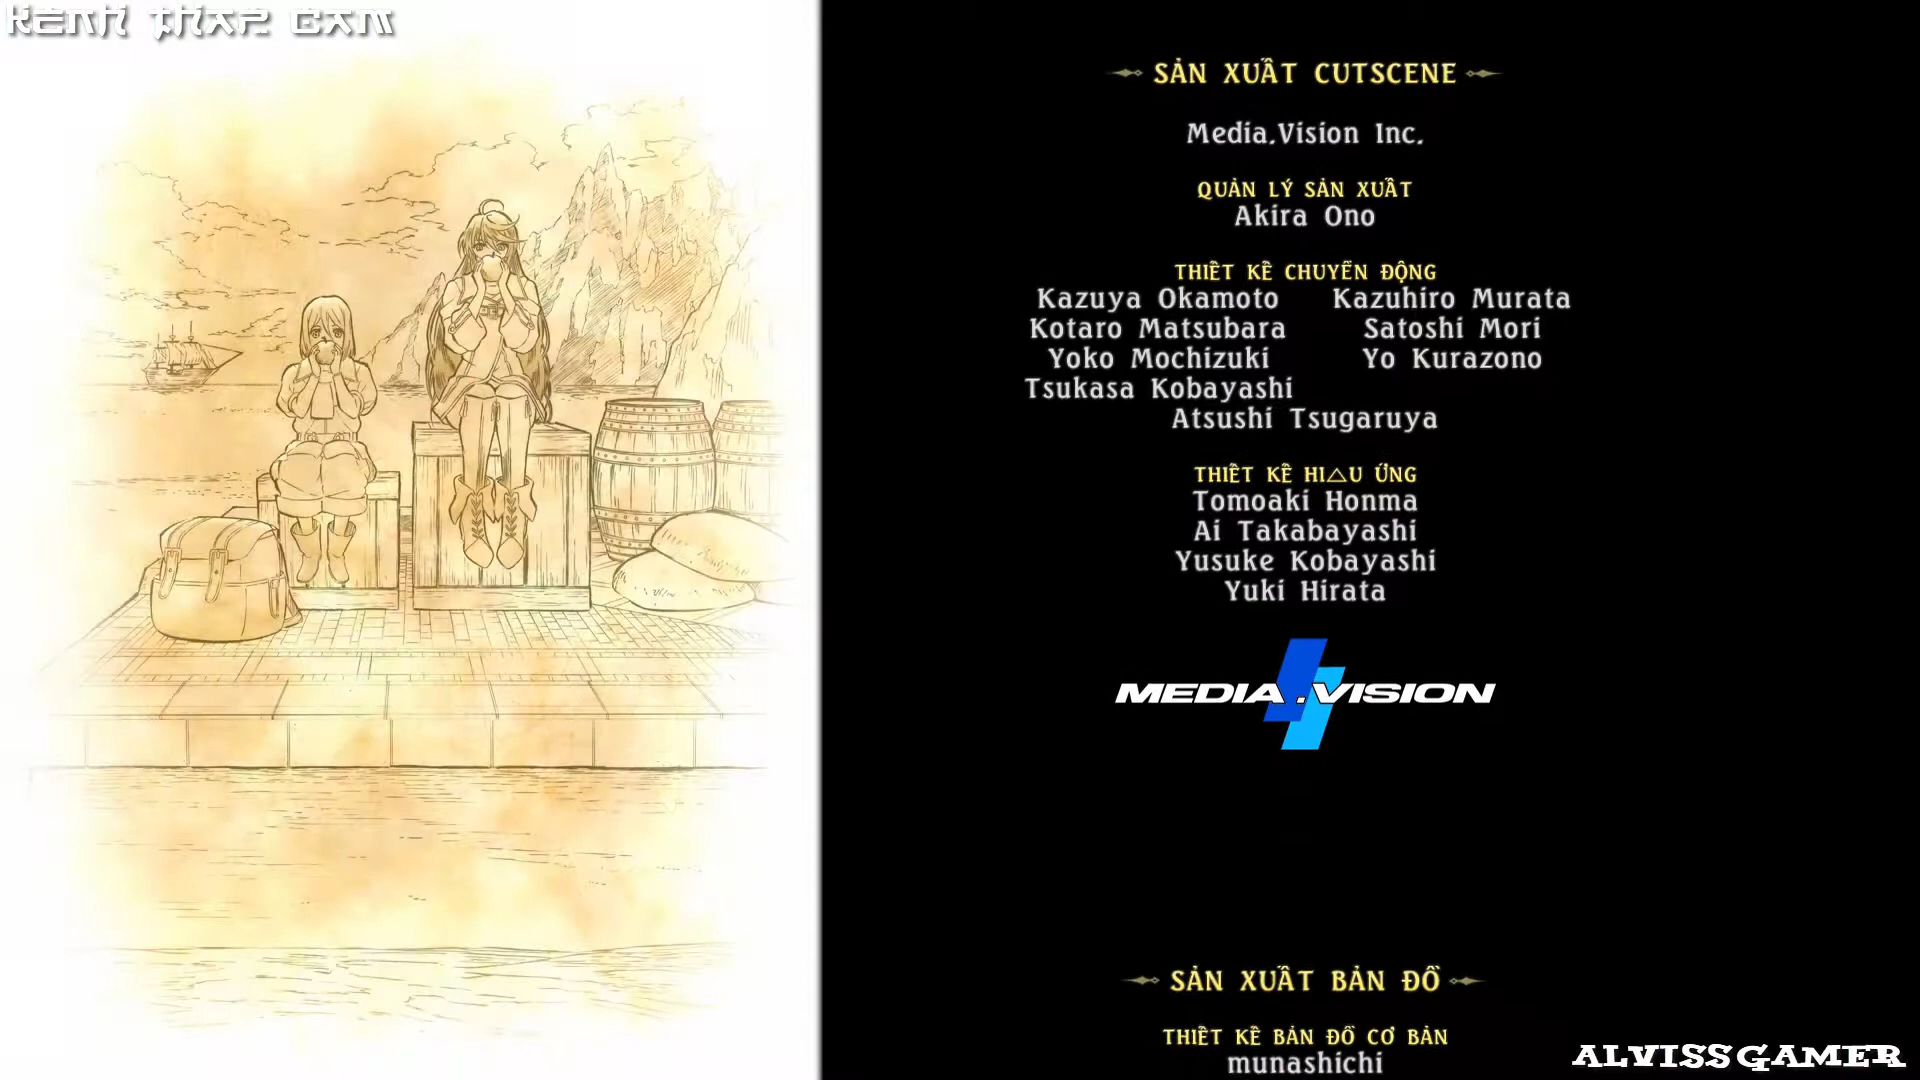 KÊNH THẬP CẨM
SẢN XUẤT CUTSCENE
Media.Vision Inc.
QUẢN LÝ SẢN XUẤT
Akira Ono
THIẾT KẾ CHUYỂN ĐỘNG
Kazuya Okamoto Kazuhiro Murata
Kotaro Matsubara Satoshi Mori
Yoko Mochizuki Yo Kurazono
Tsukasa Kobayashi
Atsushi Tsugaruya
THIẾT KẾ HI△U ỨNG
Tomoaki Honma
Ai Takabayashi
Yusuke Kobayashi
Yuki Hirata
MEDIA.VISION
SẢN XUẤT BẢN ĐỒ
THIẾT KẾ BẢN ĐỒ CƠ BẢN
munashichi
ALVISSGAMER